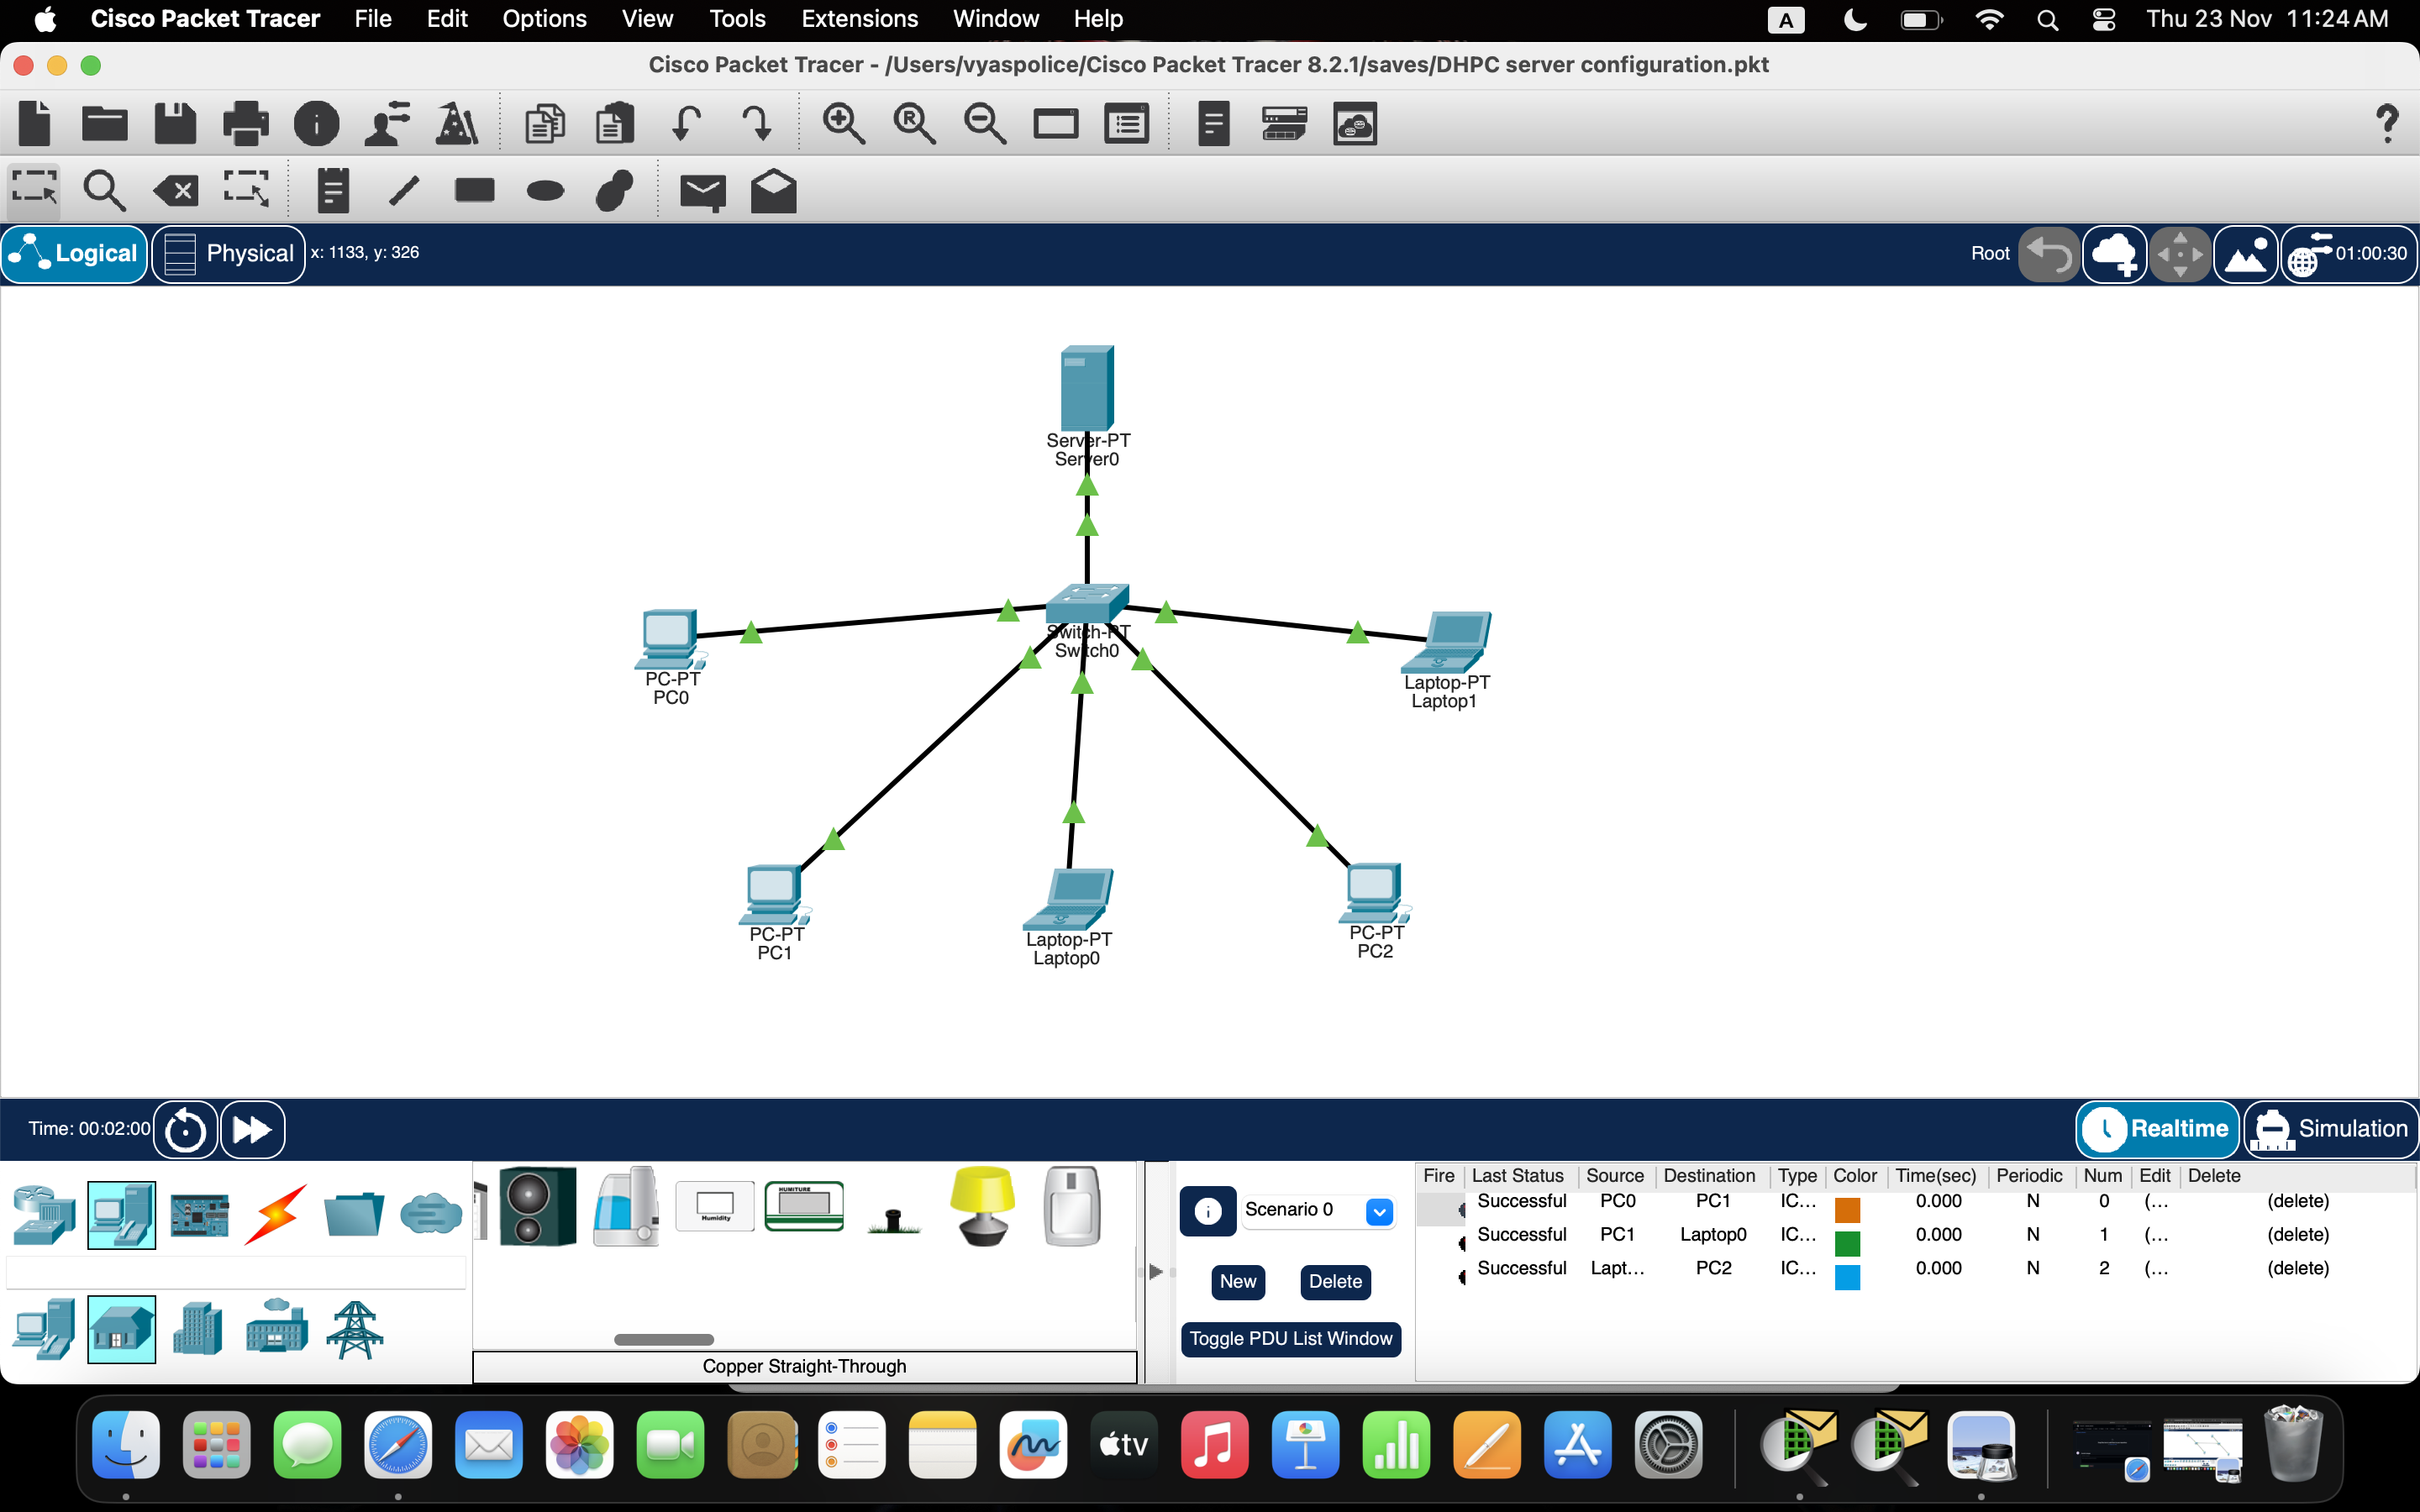 Cisco Packet Tracer File Edit Options View Tools Extensions Window Help A Thu 23 Nov 11:24 AM
Cisco Packet Tracer - /Users/vyaspolice/Cisco Packet Tracer 8.2.1/saves/DHPC server configuration.pkt
Logical Physical x: 1133, y: 326 Root 01:00:30
Server-PT
Server0
Switch-PT
Switch0
PC-PT
PC0
Laptop-PT
Laptop1
PC-PT
PC1
Laptop-PT
Laptop0
PC-PT
PC2
Time: 00:02:00 Realtime Simulation
Humidity
HUMITURE
Copper Straight-Through
Scenario 0
New Delete
Toggle PDU List Window
Fire Last Status Source Destination Type Color Time(sec) Periodic Num Edit Delete
Successful PC0 PC1 IC... 0.000 N 0 (... (delete)
Successful PC1 Laptop0 IC... 0.000 N 1 (... (delete)
Successful Lapt... PC2 IC... 0.000 N 2 (... (delete)
tv